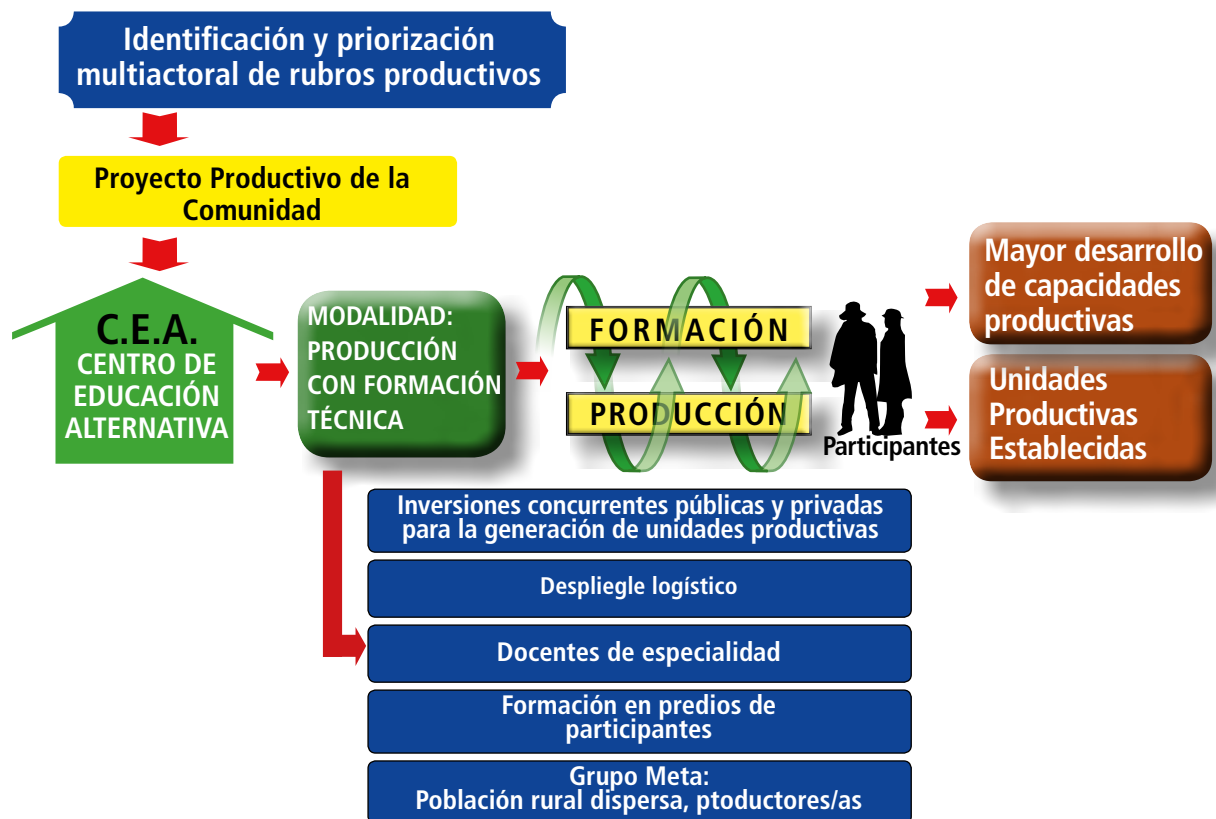 Identificación y priorización
multiactoral de rubros productivos
Proyecto Productivo de la
Comunidad
C.E.A.
CENTRO DE
EDUCACIÓN
ALTERNATIVA
MODALIDAD:
PRODUCCIÓN
CON FORMACIÓN
TÉCNICA
FORMACIÓN
PRODUCCIÓN
Participantes
Mayor desarrollo
de capacidades
productivas
Unidades
Productivas
Establecidas
Inversiones concurrentes públicas y privadas
para la generación de unidades productivas
Despliegle logístico
Docentes de especialidad
Formación en predios de
participantes
Grupo Meta:
Población rural dispersa, ptoductores/as